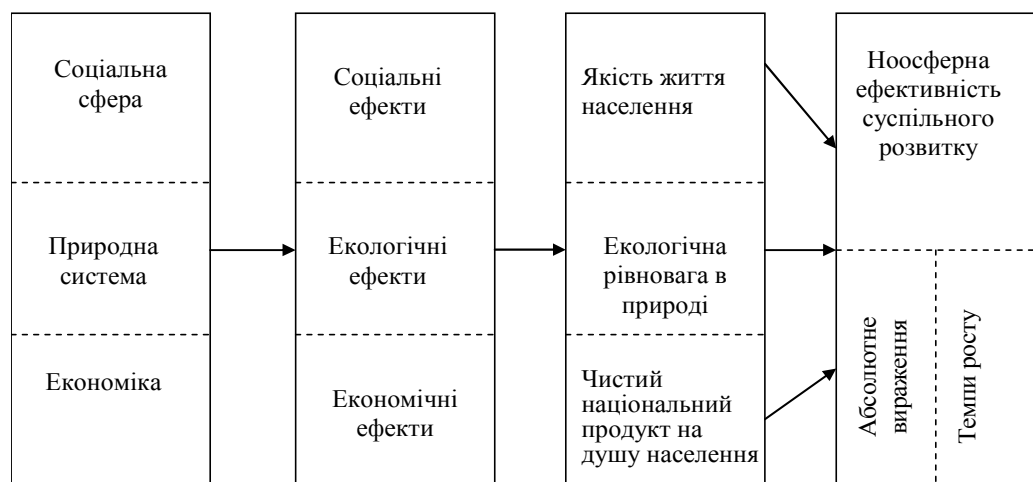 Соціальна
сфера
Природна
система
Економіка
Соціальні
ефекти
Екологічні
ефекти
Економічні
ефекти
Якість життя
населення
Екологічна
рівновага в
природі
Чистий
національний
продукт на
душу населення
Ноосферна
ефективність
суспільного
розвитку
Абсолютне
вираження
Темпи росту